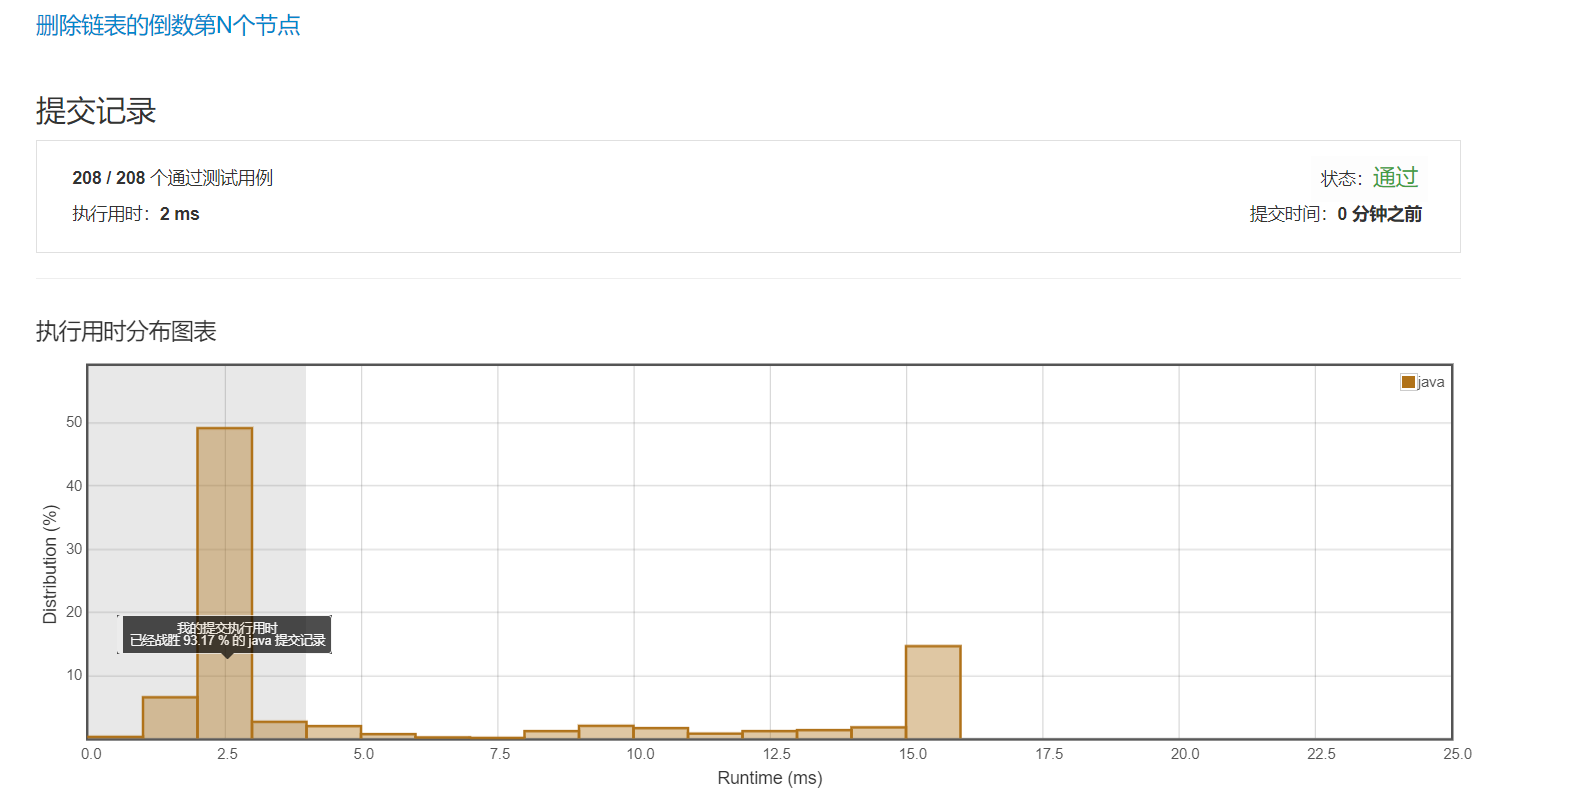 删除链表的倒数第N个节点
提交记录
208 / 208 个通过测试用例
状态：通过
执行用时：2 ms
提交时间：0 分钟之前
执行用时分布图表
java
50
40
30
20
10
Distribution (%)
我的提交执行用时
已经战胜 93.17 % 的 java 提交记录
0.0 2.5 5.0 7.5 10.0 12.5 15.0 17.5 20.0 22.5 25.0
Runtime (ms)